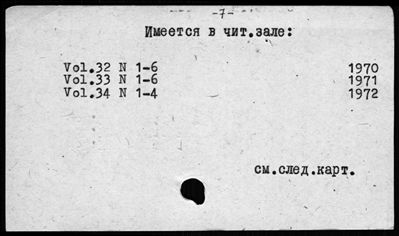 -7-
Имеется в чит.зале:
Vol.32 N 1-6 1970
Vol.33 N 1-6 1971
Vol.34 N 1-4 1972
см.след.карт.